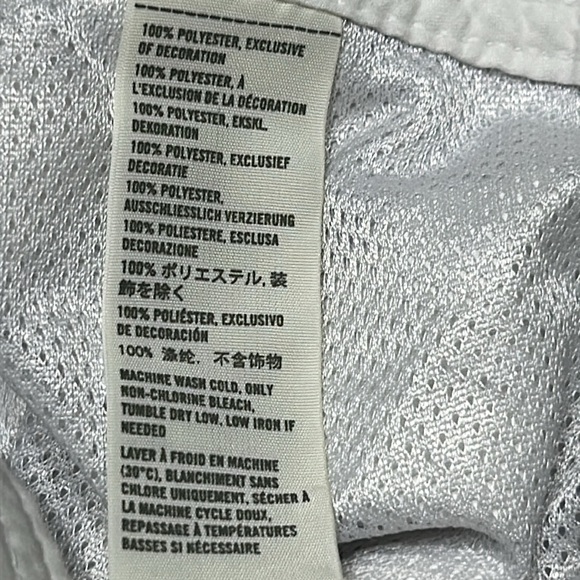 100% POLYESTER, EXCLUSIVE
OF DECORATION
100% POLYESTER, À
L'EXCLUSION DE LA DÉCORATION
100% POLYESTER, EKSKL.
DEKORATION
100% POLYESTER, EXCLUSIEF
DECORATIE
100% POLYESTER,
AUSSCHLIESSLICH VERZIERUNG
100% POLIESTERE, ESCLUSA
DECORAZIONE
100% ポリエステル, 装
飾を除く
100% POLIÉSTER, EXCLUSIVO
DE DECORACIÓN
100% 涤纶, 不含饰物
MACHINE WASH COLD, ONLY
NON-CHLORINE BLEACH,
TUMBLE DRY LOW, LOW IRON IF
NEEDED
LAVER À FROID EN MACHINE
(30°C), BLANCHIMENT SANS
CHLORE UNIQUEMENT, SÉCHER À
LA MACHINE CYCLE DOUX,
REPASSAGE À TEMPÉRATURES
BASSES SI NÉCESSAIRE